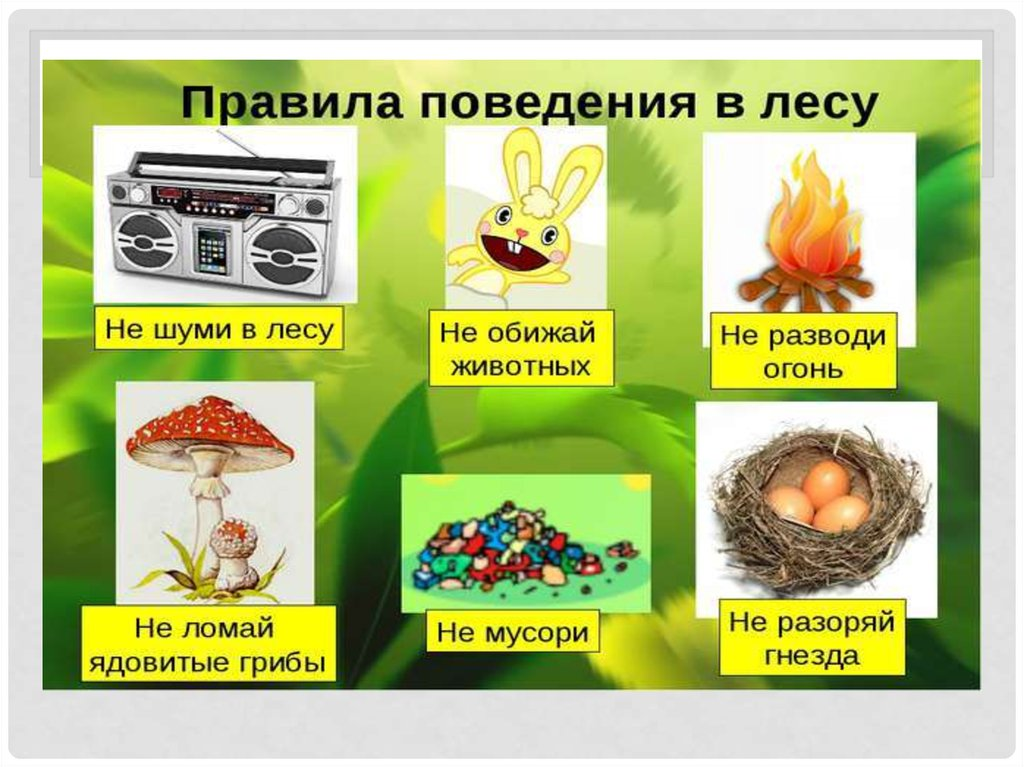 Правила поведения в лесу
Не шуми в лесу
Не обижай
животных
Не разводи
огонь
Не ломай
ядовитые грибы
Не мусори
Не разоряй
гнезда